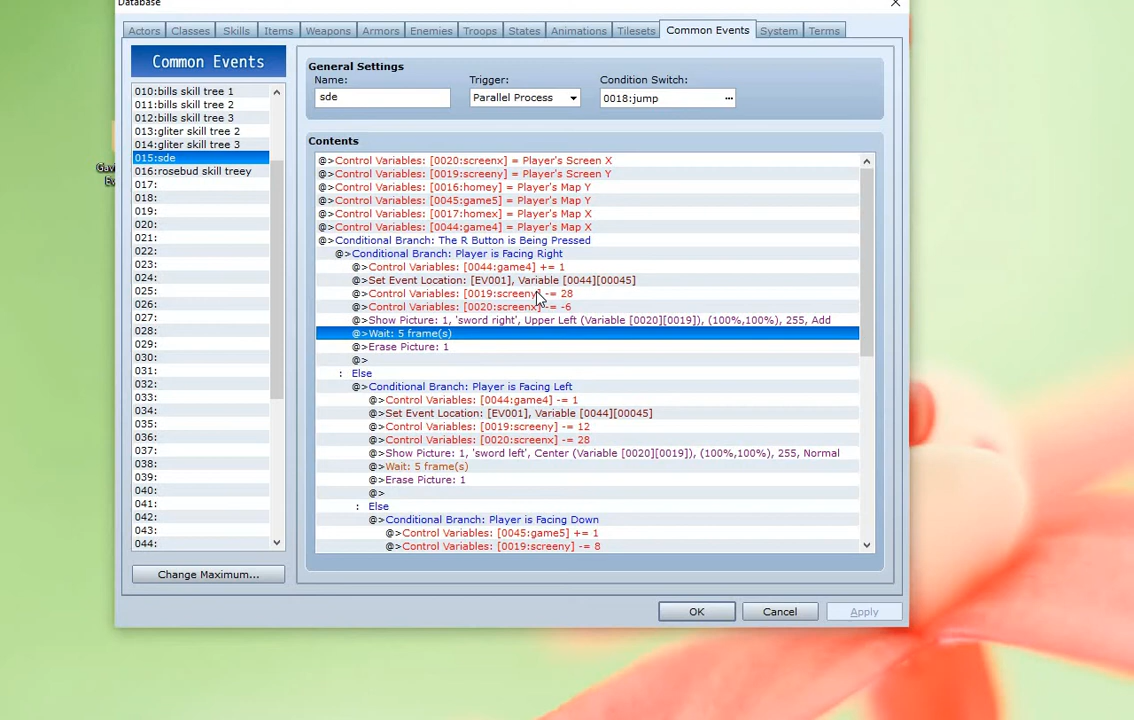 Database
Actors Classes Skills Items Weapons Armors Enemies Troops States Animations Tilesets Common Events System Terms
Common Events
010:bills skill tree 1
011:bills skill tree 2
012:bills skill tree 3
013:gliter skill tree 2
014:gliter skill tree 3
015:sde
016:rosebud skill treey
017:
018:
019:
020:
021:
022:
023:
024:
025:
026:
027:
028:
029:
030:
031:
032:
033:
034:
035:
036:
037:
038:
039:
040:
041:
042:
043:
044:
Change Maximum...
General Settings
Name: Trigger: Condition Switch:
sde Parallel Process 0018:jump ...
Contents
@>Control Variables: [0020:screenx] = Player's Screen X
@>Control Variables: [0019:screeny] = Player's Screen Y
@>Control Variables: [0016:homey] = Player's Map Y
@>Control Variables: [0045:game5] = Player's Map Y
@>Control Variables: [0017:homex] = Player's Map X
@>Control Variables: [0044:game4] = Player's Map X
@>Conditional Branch: The R Button is Being Pressed
@>Conditional Branch: Player is Facing Right
@>Control Variables: [0044:game4] += 1
@>Set Event Location: [EV001], Variable [0044][00045]
@>Control Variables: [0019:screeny] -= 28
@>Control Variables: [0020:screenx] -= -6
@>Show Picture: 1, 'sword right', Upper Left (Variable [0020][0019]), (100%,100%), 255, Add
@>Wait: 5 frame(s)
@>Erase Picture: 1
@>
: Else
@>Conditional Branch: Player is Facing Left
@>Control Variables: [0044:game4] -= 1
@>Set Event Location: [EV001], Variable [0044][00045]
@>Control Variables: [0019:screeny] -= 12
@>Control Variables: [0020:screenx] -= 28
@>Show Picture: 1, 'sword left', Center (Variable [0020][0019]), (100%,100%), 255, Normal
@>Wait: 5 frame(s)
@>Erase Picture: 1
@>
: Else
@>Conditional Branch: Player is Facing Down
@>Control Variables: [0045:game5] += 1
@>Control Variables: [0019:screeny] -= 8
OK Cancel Apply